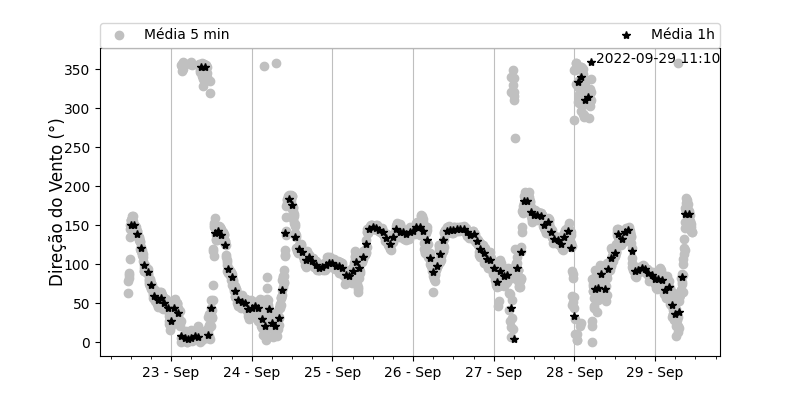 Média 5 min
Média 1h
2022-09-29 11:10
Direção do Vento (°)
350
300
250
200
150
100
50
0
23 - Sep
24 - Sep
25 - Sep
26 - Sep
27 - Sep
28 - Sep
29 - Sep